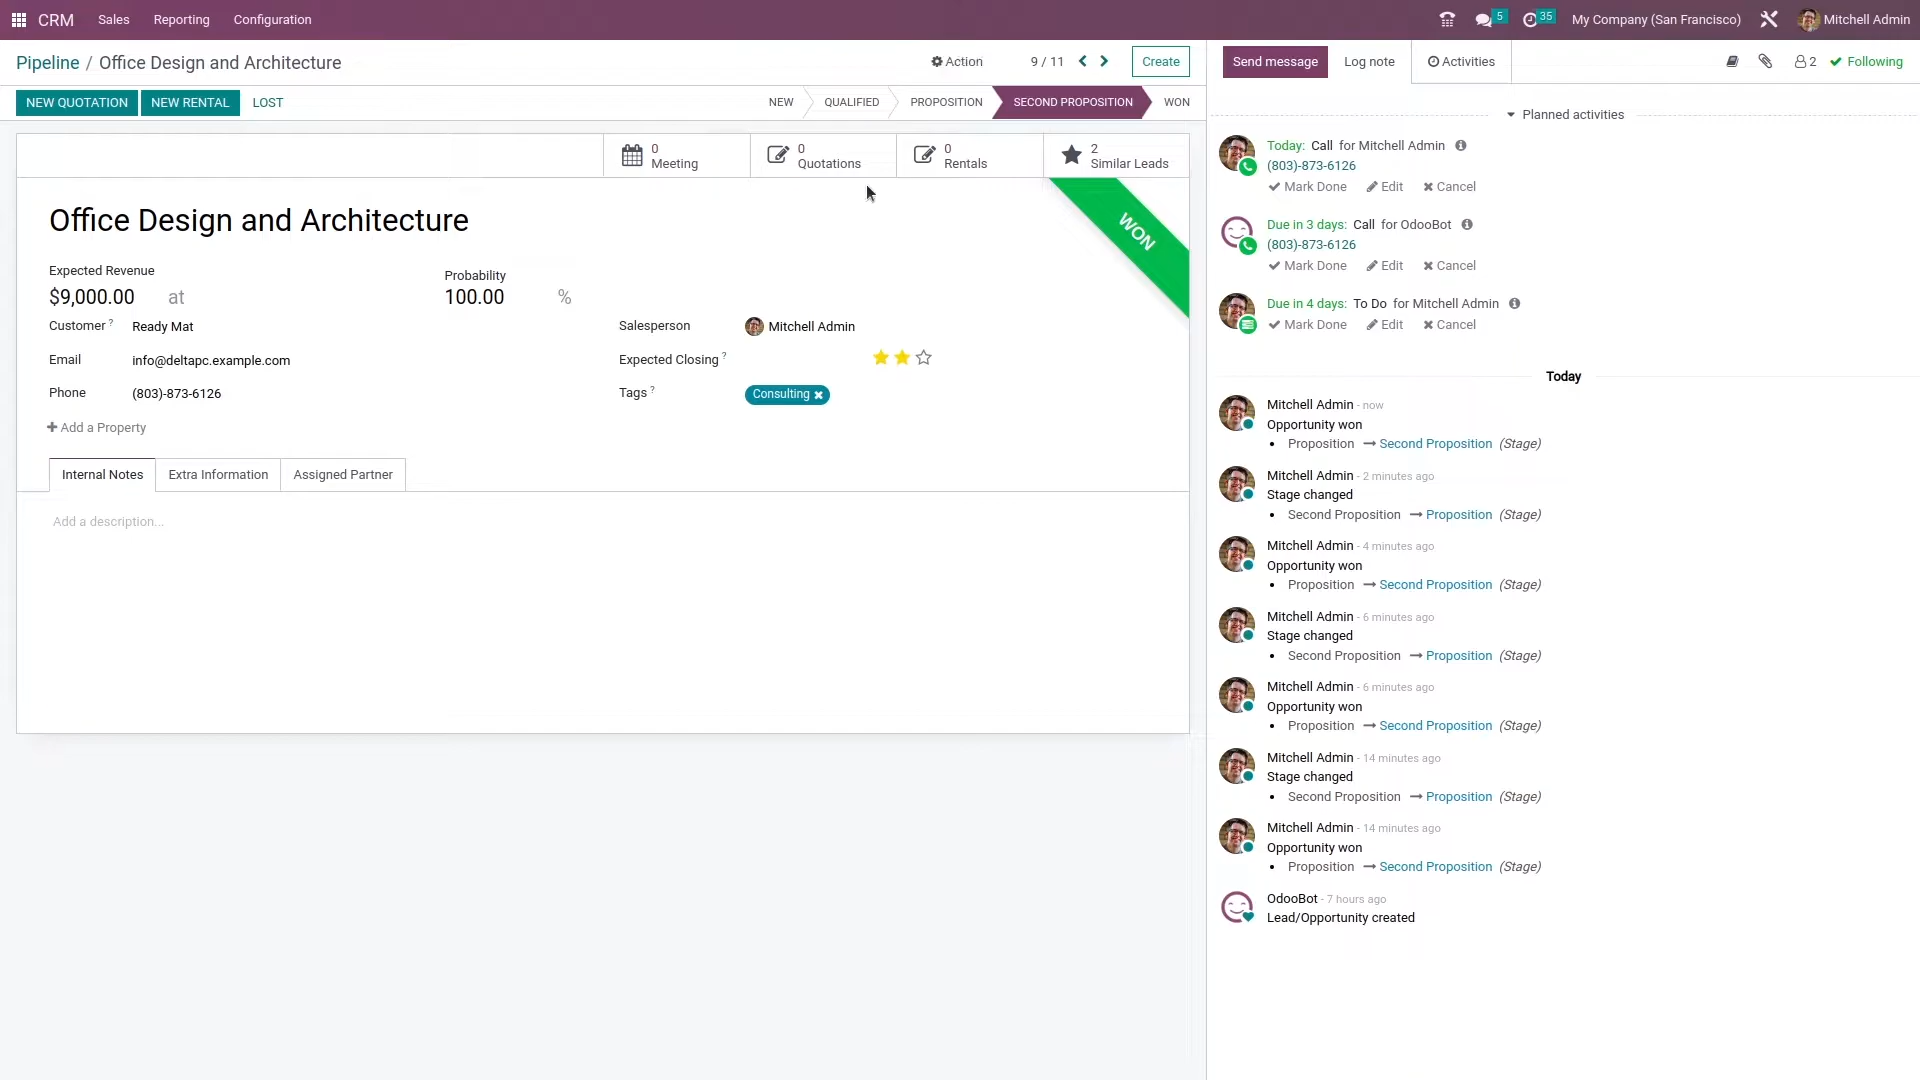 CRM Sales Reporting Configuration 5 35 My Company (San Francisco) Mitchell Admin
Pipeline / Office Design and Architecture Action 9 / 11 Create
NEW QUOTATION NEW RENTAL LOST NEW QUALIFIED PROPOSITION SECOND PROPOSITION WON
0 Meeting
0 Quotations
0 Rentals
2 Similar Leads
WON
Office Design and Architecture
Expected Revenue Probability
$9,000.00 at 100.00 %
Customer ? Ready Mat Salesperson Mitchell Admin
Email info@deltapc.example.com Expected Closing ?
Phone (803)-873-6126 Tags ? Consulting
Add a Property
Internal Notes Extra Information Assigned Partner
Add a description...
Send message Log note Activities 2 Following
Planned activities
Today: Call for Mitchell Admin
(803)-873-6126
Mark Done Edit Cancel
Due in 3 days: Call for OdooBot
(803)-873-6126
Mark Done Edit Cancel
Due in 4 days: To Do for Mitchell Admin
Mark Done Edit Cancel
Today
Mitchell Admin - now
Opportunity won
• Proposition → Second Proposition (Stage)
Mitchell Admin - 2 minutes ago
Stage changed
• Second Proposition → Proposition (Stage)
Mitchell Admin - 4 minutes ago
Opportunity won
• Proposition → Second Proposition (Stage)
Mitchell Admin - 6 minutes ago
Stage changed
• Second Proposition → Proposition (Stage)
Mitchell Admin - 6 minutes ago
Opportunity won
• Proposition → Second Proposition (Stage)
Mitchell Admin - 14 minutes ago
Stage changed
• Second Proposition → Proposition (Stage)
Mitchell Admin - 14 minutes ago
Opportunity won
• Proposition → Second Proposition (Stage)
OdooBot - 7 hours ago
Lead/Opportunity created